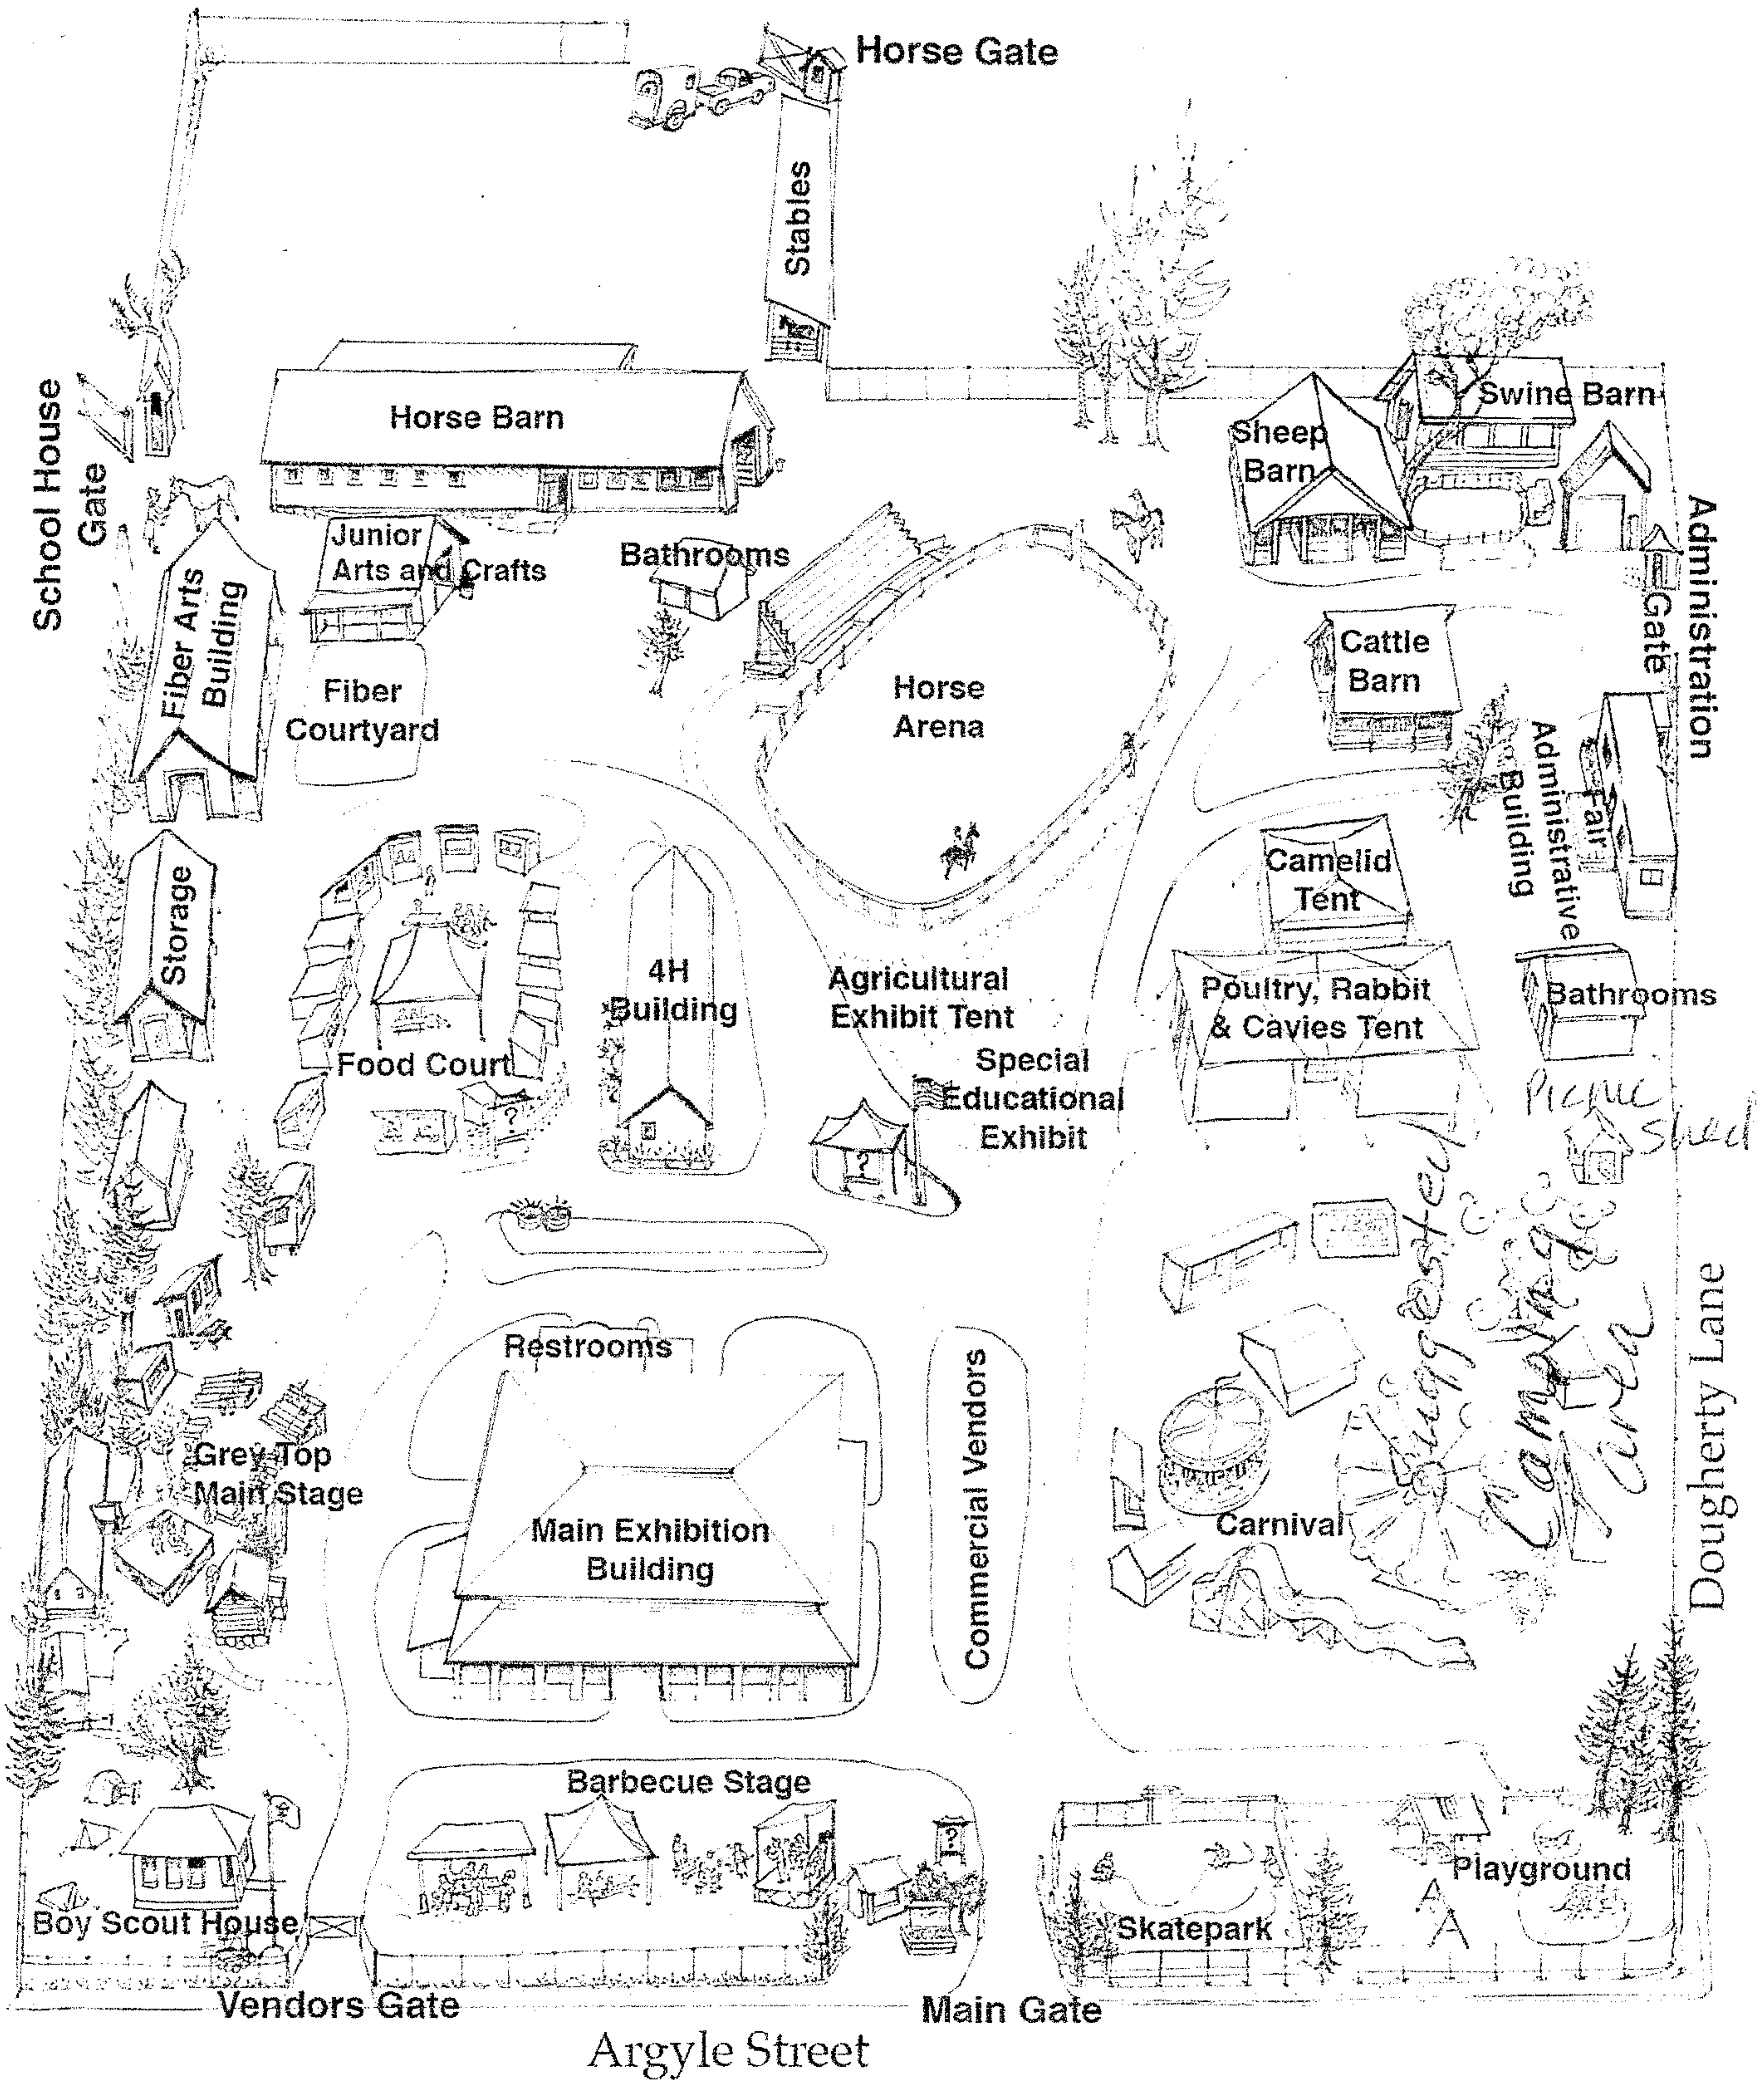 Horse Gate
Stables
School House
Gate
Horse Barn
Swine Barn
Sheep
Barn
Junior
Arts and Crafts
Bathrooms
Administration
Gate
Fiber Arts
Building
Fiber
Courtyard
Horse
Arena
Cattle
Barn
Fair
Administrative
Building
Storage
Food Court
?
4H
Building
Agricultural
Exhibit Tent
Special
Educational
Exhibit
?
Camelid
Tent
Poultry, Rabbit
& Cavies Tent
Bathrooms
Picnic
Shed
Suggested
Camping
Area
Dougherty Lane
Restrooms
Main Exhibition
Building
Commercial Vendors
Carnival
Grey Top
Main Stage
Barbecue Stage
?
Boy Scout House
Skatepark
Playground
Vendors Gate
Main Gate
Argyle Street